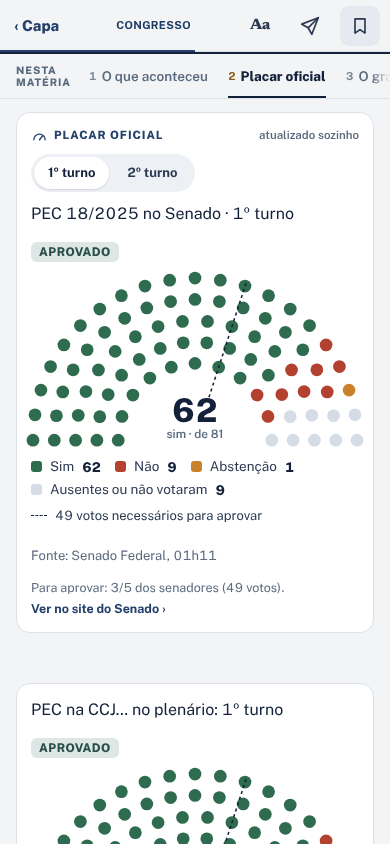 ‹ Capa
CONGRESSO
Aa
NESTA MATÉRIA
1 O que aconteceu
2 Placar oficial
3 O gr
PLACAR OFICIAL
atualizado sozinho
1º turno
2º turno
PEC 18/2025 no Senado · 1º turno
APROVADO
62
sim · de 81
Sim 62 Não 9 Abstenção 1
Ausentes ou não votaram 9
49 votos necessários para aprovar
Fonte: Senado Federal, 01h11
Para aprovar: 3/5 dos senadores (49 votos).
Ver no site do Senado ›
PEC na CCJ... no plenário: 1º turno
APROVADO